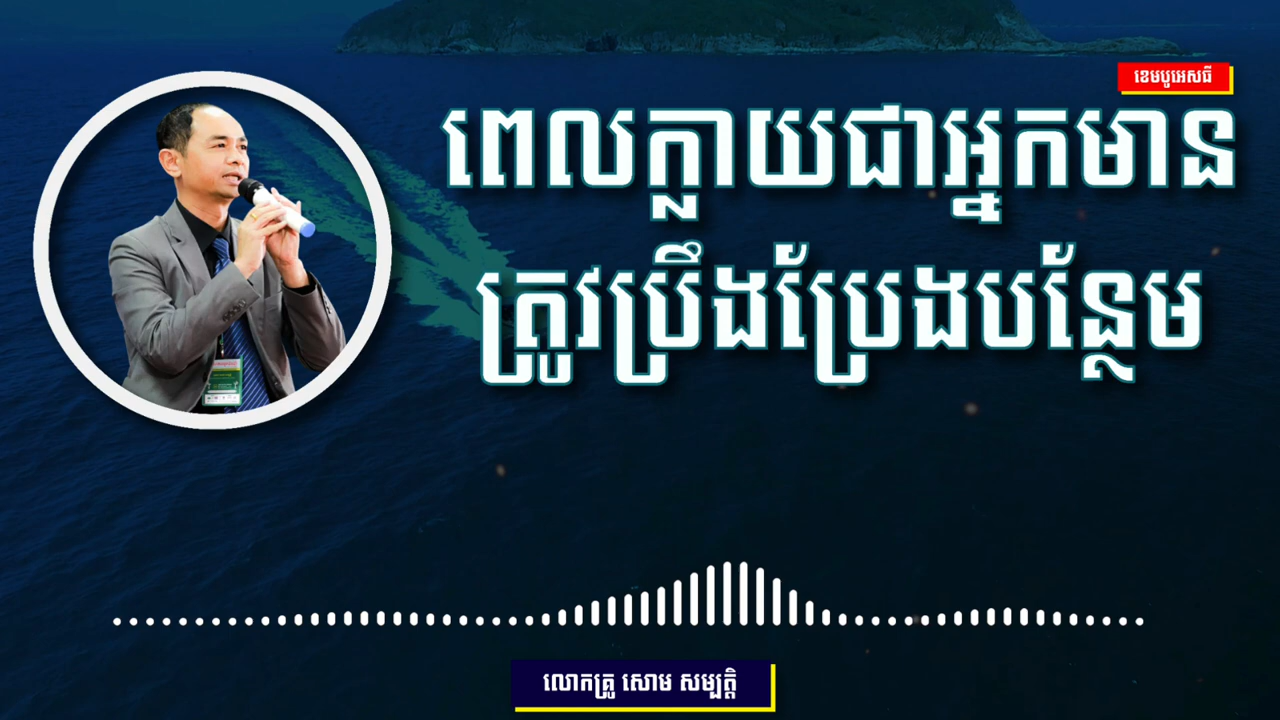 ខេមបូអេសធី
ពេលក្លាយជាអ្នកមាន
ត្រូវប្រឹងប្រែងបន្ថែម
លោកគ្រូ សោម សម្បត្តិ